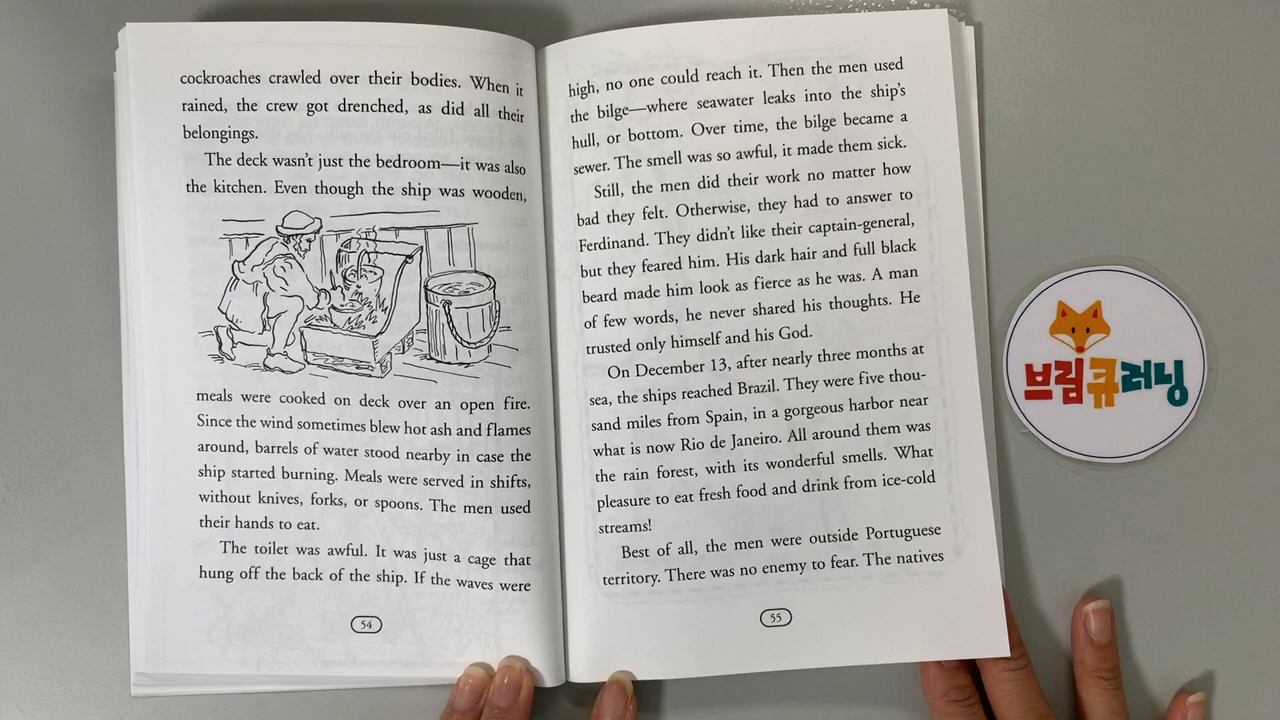 cockroaches crawled over their bodies. When it
rained, the crew got drenched, as did all their
belongings.
The deck wasn't just the bedroom—it was also
the kitchen. Even though the ship was wooden,
meals were cooked on deck over an open fire.
Since the wind sometimes blew hot ash and flames
around, barrels of water stood nearby in case the
ship started burning. Meals were served in shifts,
without knives, forks, or spoons. The men used
their hands to eat.
The toilet was awful. It was just a cage that
hung off the back of the ship. If the waves were
54
high, no one could reach it. Then the men used
the bilge—where seawater leaks into the ship's
hull, or bottom. Over time, the bilge became a
sewer. The smell was so awful, it made them sick.
Still, the men did their work no matter how
bad they felt. Otherwise, they had to answer to
Ferdinand. They didn't like their captain-general,
but they feared him. His dark hair and full black
beard made him look as fierce as he was. A man
of few words, he never shared his thoughts. He
trusted only himself and his God.
On December 13, after nearly three months at
sea, the ships reached Brazil. They were five thou-
sand miles from Spain, in a gorgeous harbor near
what is now Rio de Janeiro. All around them was
the rain forest, with its wonderful smells. What
pleasure to eat fresh food and drink from ice-cold
streams!
Best of all, the men were outside Portuguese
territory. There was no enemy to fear. The natives
55
브림큐러닝